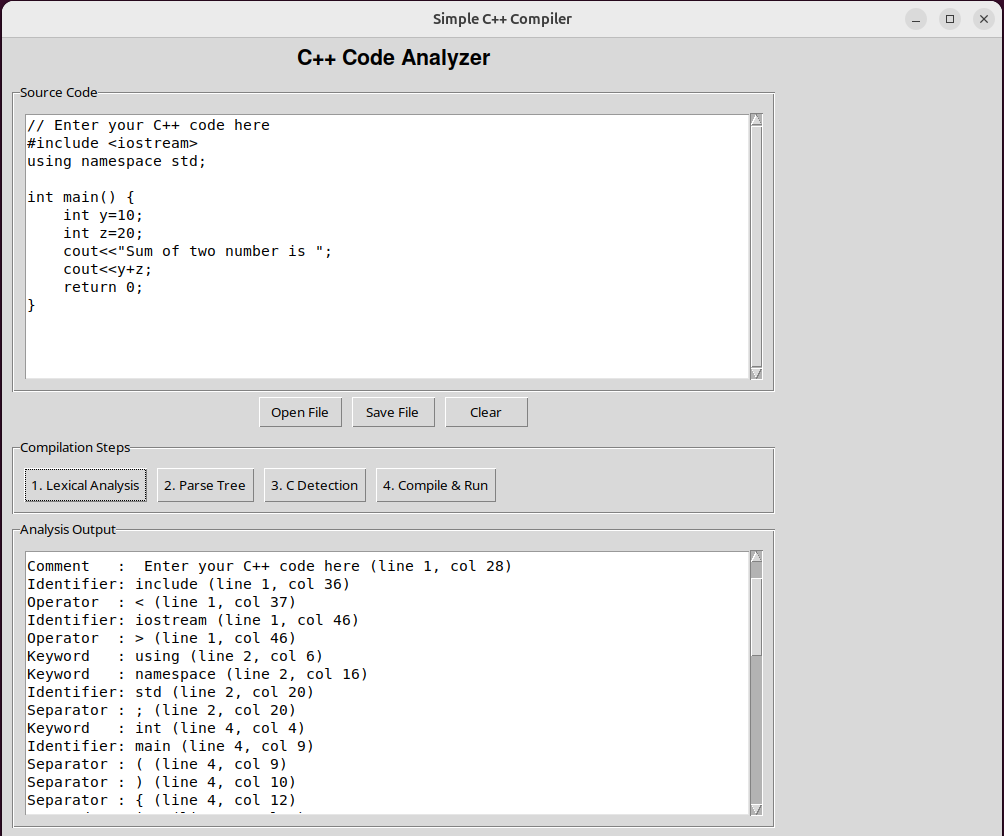 Simple C++ Compiler
C++ Code Analyzer
Source Code
// Enter your C++ code here
#include <iostream>
using namespace std;
int main() {
    int y=10;
    int z=20;
    cout<<"Sum of two number is ";
    cout<<y+z;
    return 0;
}
Open File Save File Clear
Compilation Steps
1. Lexical Analysis 2. Parse Tree 3. C Detection 4. Compile & Run
Analysis Output
Comment   :  Enter your C++ code here (line 1, col 28)
Identifier: include (line 1, col 36)
Operator  : < (line 1, col 37)
Identifier: iostream (line 1, col 46)
Operator  : > (line 1, col 46)
Keyword   : using (line 2, col 6)
Keyword   : namespace (line 2, col 16)
Identifier: std (line 2, col 20)
Separator : ; (line 2, col 20)
Keyword   : int (line 4, col 4)
Identifier: main (line 4, col 9)
Separator : ( (line 4, col 9)
Separator : ) (line 4, col 10)
Separator : { (line 4, col 12)